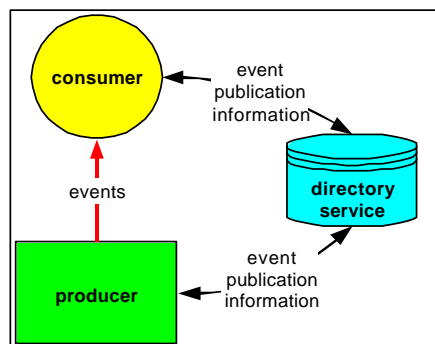 consumer
event
publication
information
events
directory
service
event
publication
information
producer